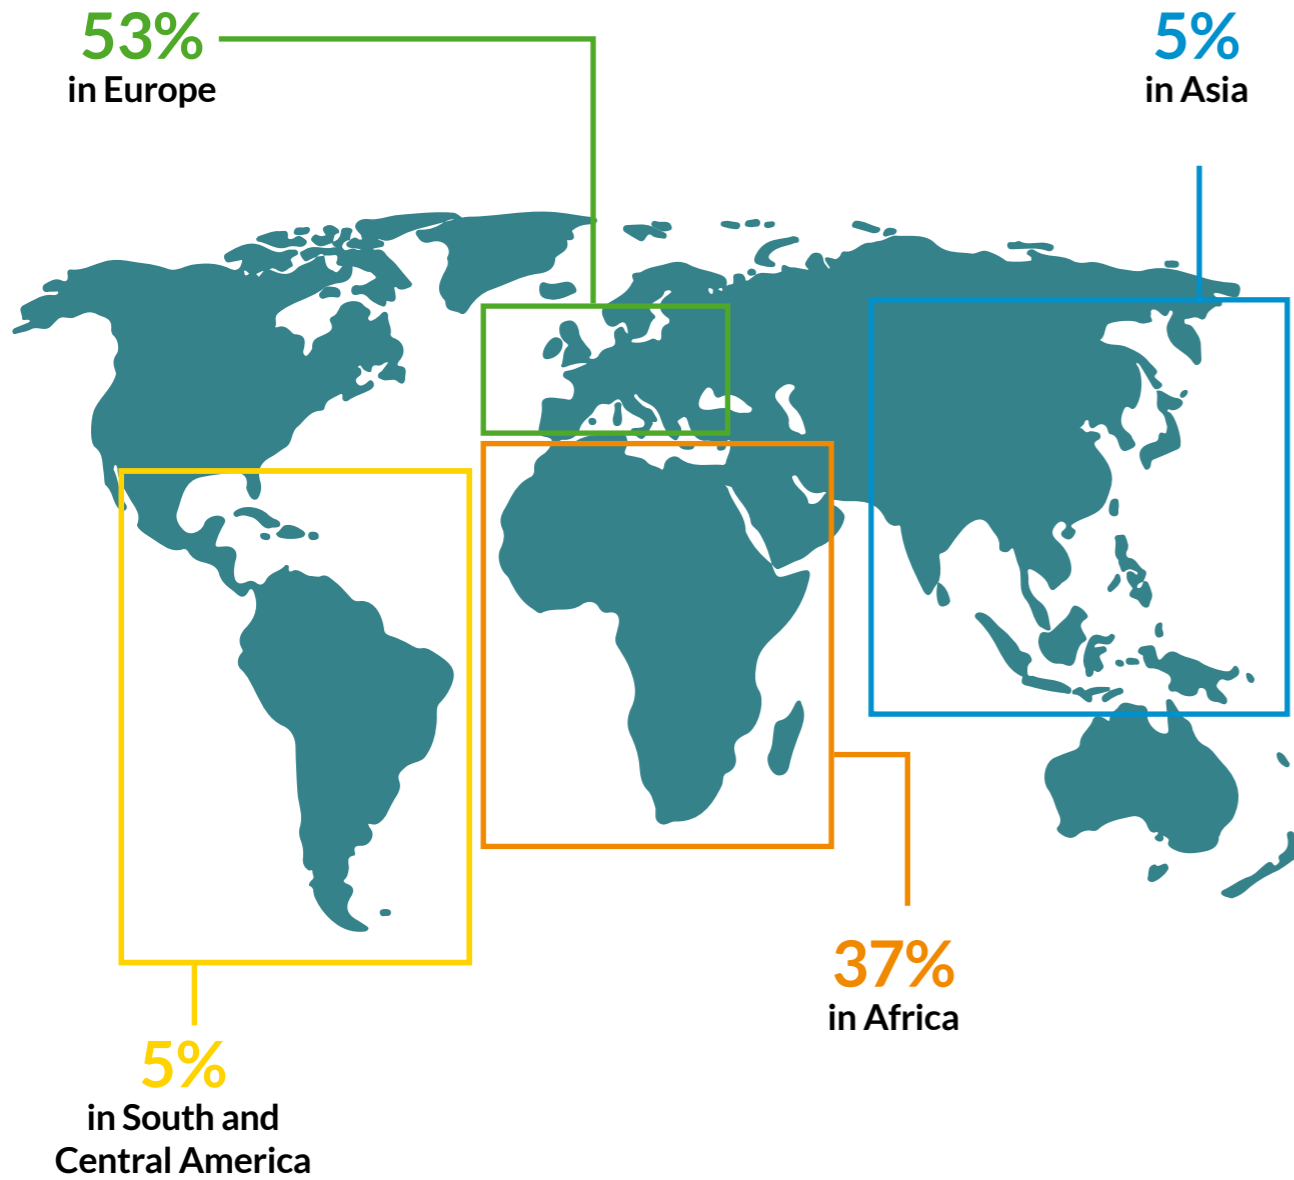 53%
in Europe
5%
in Asia
37%
in Africa
5%
in South and
Central America